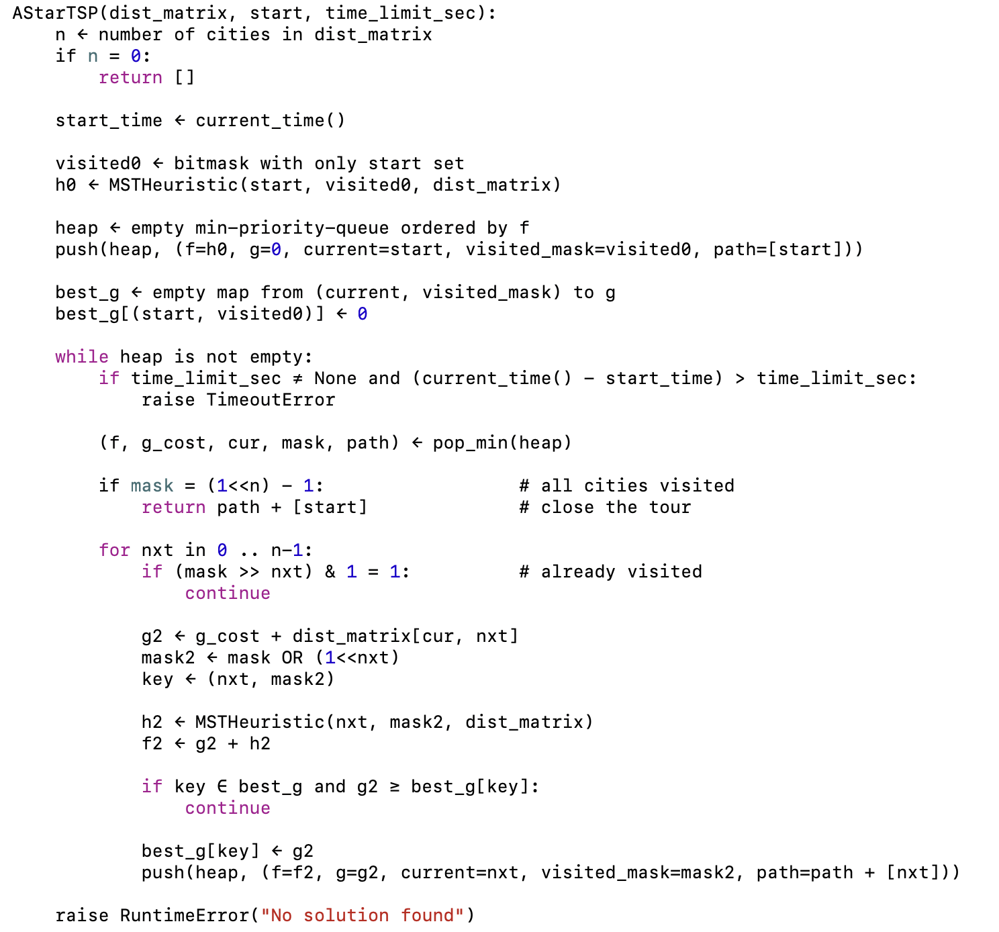 AStarTSP(dist_matrix, start, time_limit_sec):
    n ← number of cities in dist_matrix
    if n = 0:
        return []

    start_time ← current_time()

    visited0 ← bitmask with only start set
    h0 ← MSTHeuristic(start, visited0, dist_matrix)

    heap ← empty min-priority-queue ordered by f
    push(heap, (f=h0, g=0, current=start, visited_mask=visited0, path=[start]))

    best_g ← empty map from (current, visited_mask) to g
    best_g[(start, visited0)] ← 0

    while heap is not empty:
        if time_limit_sec ≠ None and (current_time() - start_time) > time_limit_sec:
            raise TimeoutError

        (f, g_cost, cur, mask, path) ← pop_min(heap)

        if mask = (1<<n) - 1:                  # all cities visited
            return path + [start]              # close the tour

        for nxt in 0 .. n-1:
            if (mask >> nxt) & 1 = 1:          # already visited
                continue

            g2 ← g_cost + dist_matrix[cur, nxt]
            mask2 ← mask OR (1<<nxt)
            key ← (nxt, mask2)

            h2 ← MSTHeuristic(nxt, mask2, dist_matrix)
            f2 ← g2 + h2

            if key ∈ best_g and g2 ≥ best_g[key]:
                continue

            best_g[key] ← g2
            push(heap, (f=f2, g=g2, current=nxt, visited_mask=mask2, path=path + [nxt]))

    raise RuntimeError("No solution found")